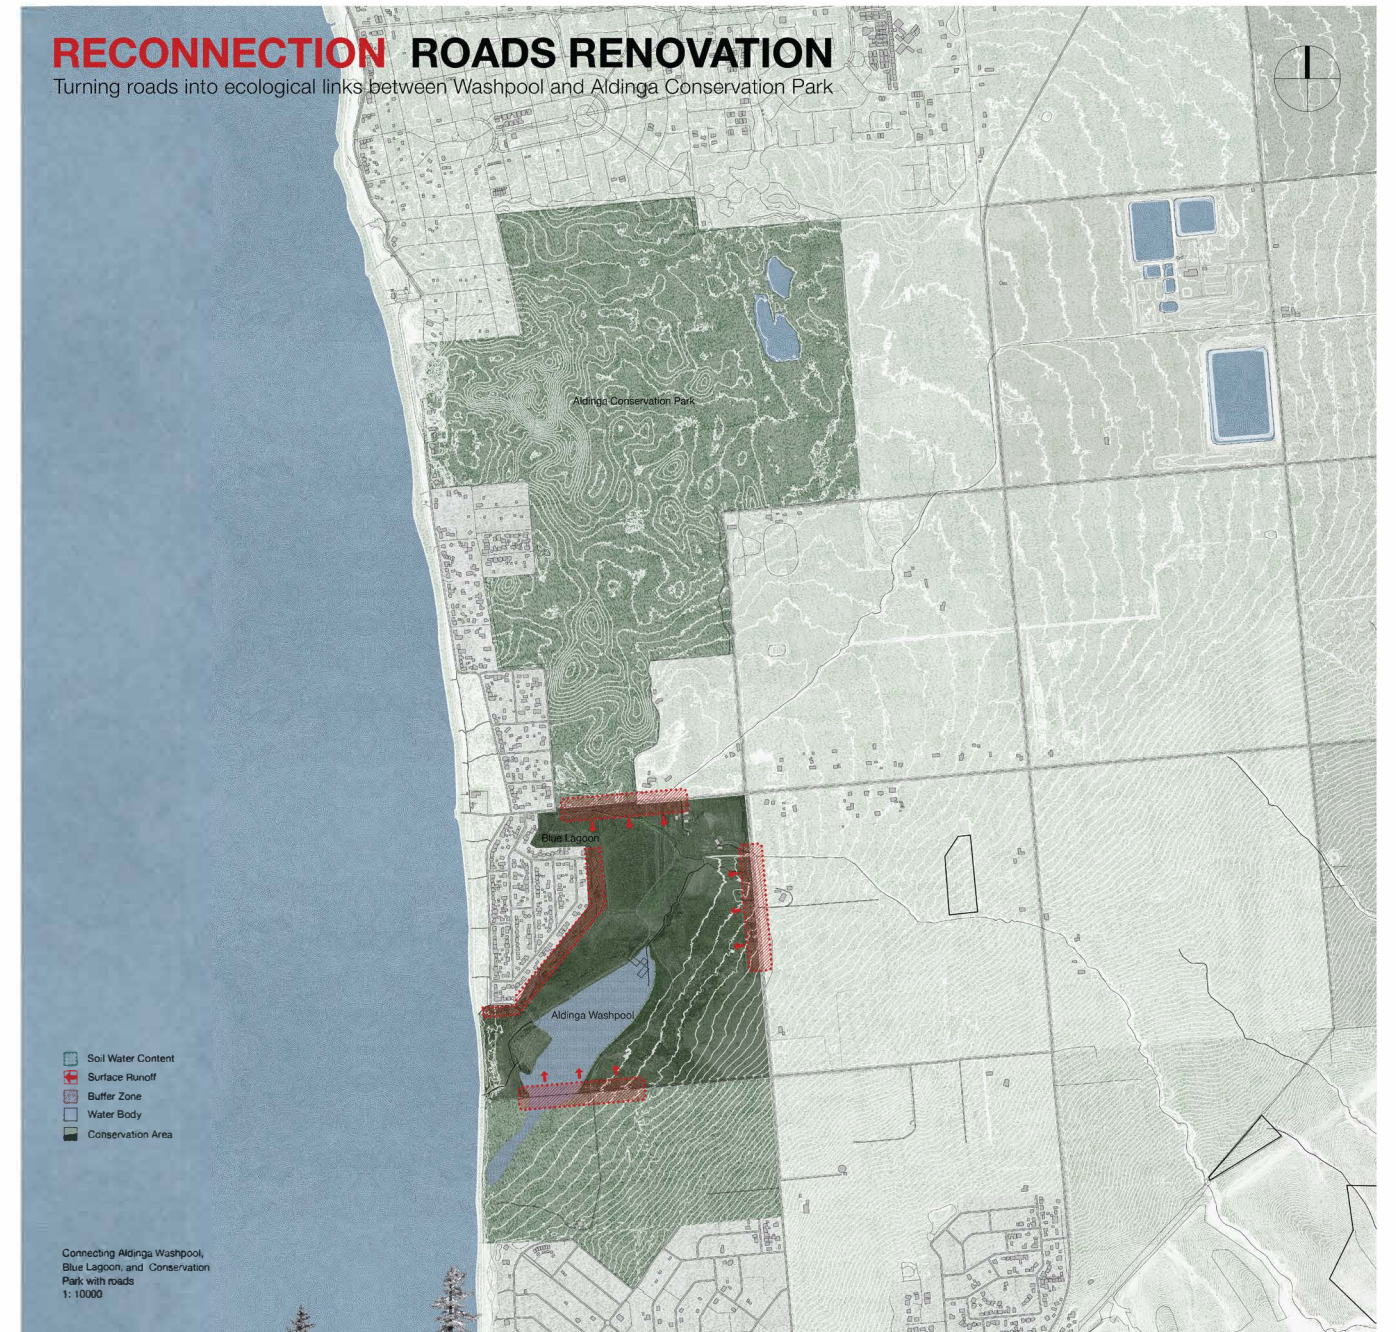 RECONNECTION ROADS RENOVATION
Turning roads into ecological links between Washpool and Aldinga Conservation Park
Aldinga Conservation Park
Blue Lagoon
Aldinga Washpool
Soil Water Content
Surface Runoff
Buffer Zone
Water Body
Conservation Area
Connecting Aldinga Washpool,
Blue Lagoon, and Conservation
Park with roads
1: 10000